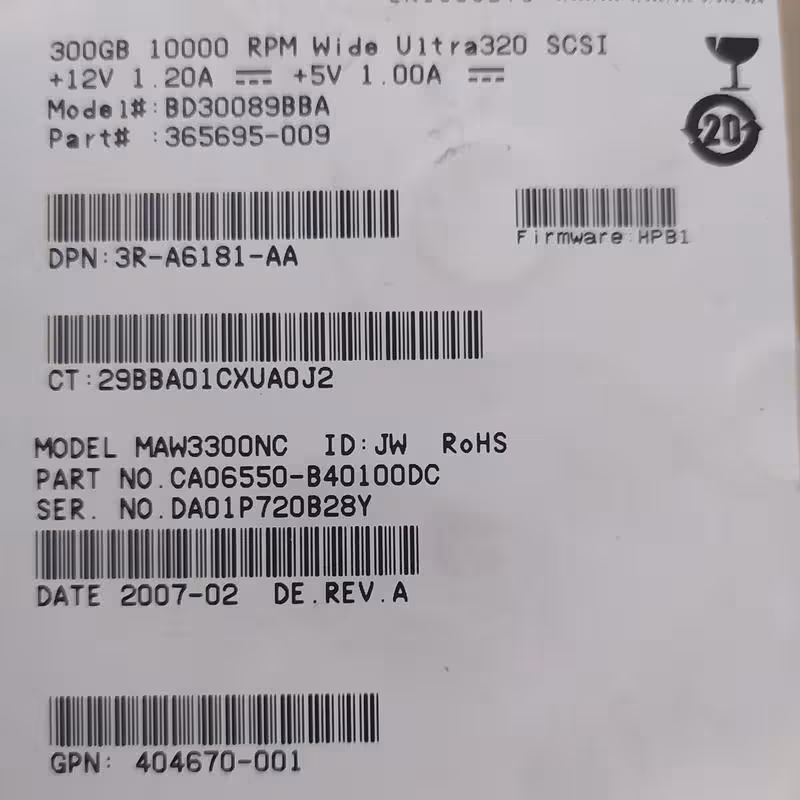 300GB 10000 RPM Wide Ultra320 SCSI
+12V 1.20A +5V 1.00A
Model#:BD30089BBA
Part# :365695-009
20
DPN:3R-A6181-AA
Firmware:HPB1
CT:29BBA01CXUA0J2
MODEL MAW3300NC ID:JW RoHS
PART NO.CA06550-B40100DC
SER. NO.DA01P720B28Y
DATE 2007-02 DE.REV.A
GPN: 404670-001